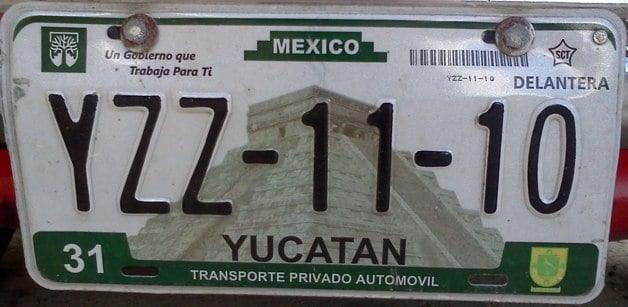 Un Gobierno que
Trabaja Para Ti
MEXICO
SCT
YZZ-11-10
DELANTERA
YZZ-11-10
31
YUCATAN
TRANSPORTE PRIVADO AUTOMOVIL